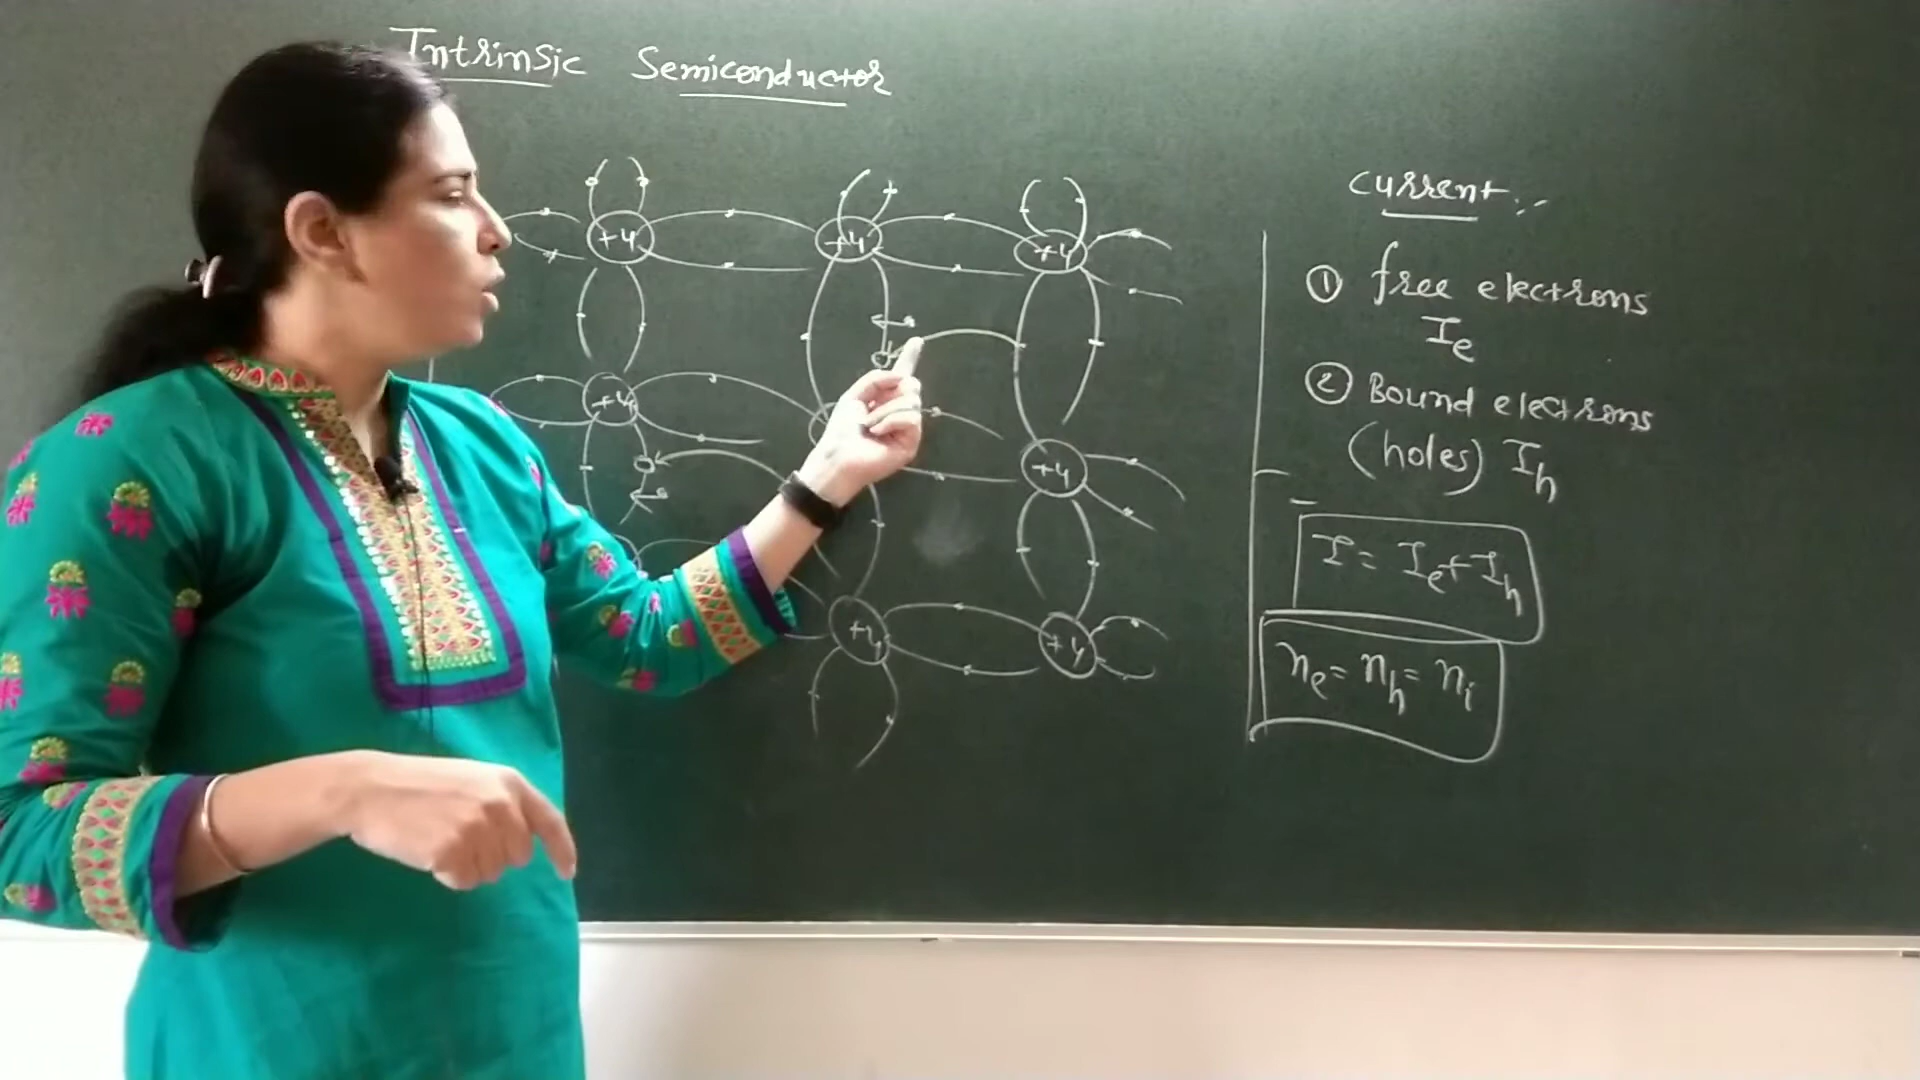 Intrinsic Semiconductor
+4 +4 +4
+4 +4
+4 +4
Current :-
① free electrons
Ie
② Bound electrons
(holes) Ih
I = Ie + Ih
ne = nh = ni